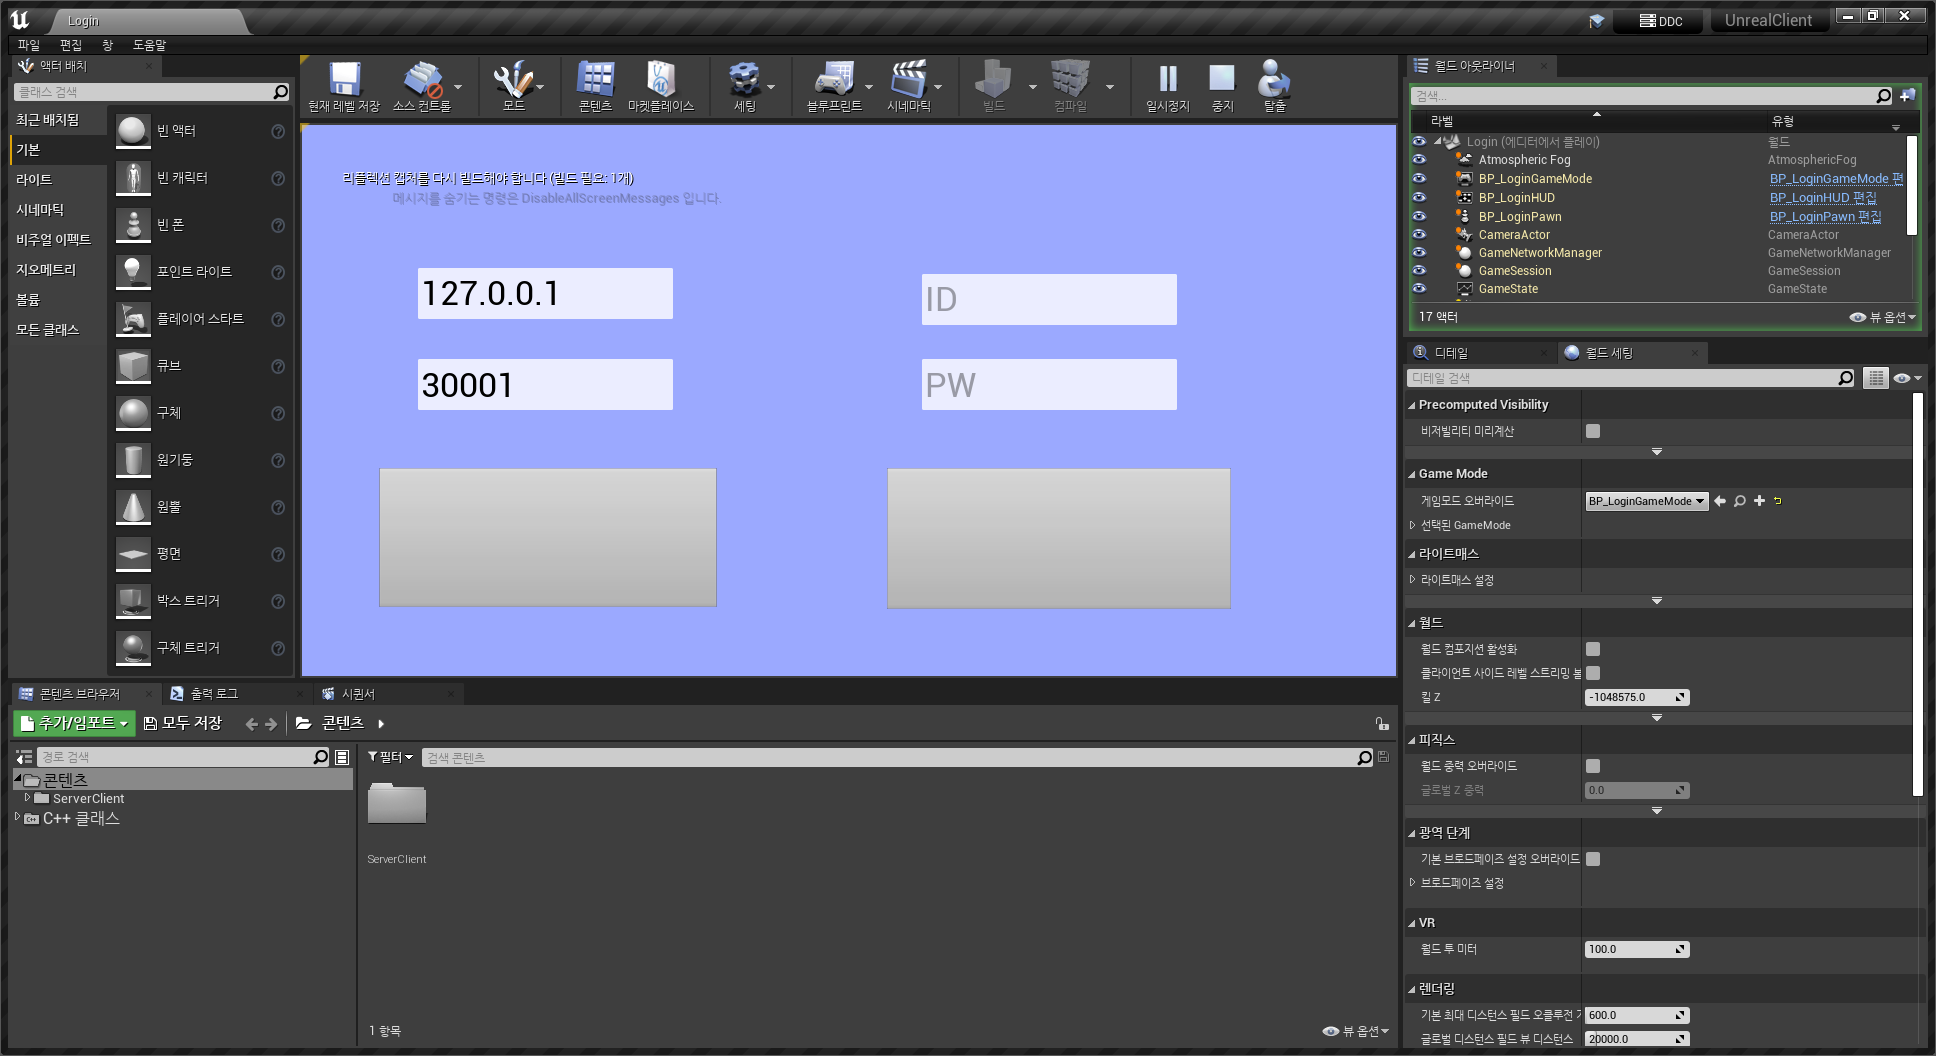 Login
DDC
UnrealClient
파일 편집 창 도움말
액터 배치
클래스 검색
최근 배치됨
기본
라이트
시네마틱
비주얼 이펙트
지오메트리
볼륨
모든 클래스
빈 액터
빈 캐릭터
빈 폰
포인트 라이트
플레이어 스타트
큐브
구체
원기둥
원뿔
평면
박스 트리거
구체 트리거
현재 레벨 저장 소스 컨트롤 모드 콘텐츠 마켓플레이스 세팅 블루프린트 시네마틱 빌드 컴파일 일시정지 중지 탈출
리플렉션 캡처를 다시 빌드해야 합니다 (빌드 필요: 1개)
메시지를 숨기는 명령은 DisableAllScreenMessages 입니다.
127.0.0.1
ID
30001
PW
월드 아웃라이너
검색...
라벨 유형
Login (에디터에서 플레이) 월드
Atmospheric Fog AtmosphericFog
BP_LoginGameMode BP_LoginGameMode 편
BP_LoginHUD BP_LoginHUD 편집
BP_LoginPawn BP_LoginPawn 편집
CameraActor CameraActor
GameNetworkManager GameNetworkManager
GameSession GameSession
GameState GameState
17 액터 뷰 옵션
디테일 월드 세팅
디테일 검색
Precomputed Visibility
비저빌리티 미리계산
Game Mode
게임모드 오버라이드 BP_LoginGameMode
선택된 GameMode
라이트매스
라이트매스 설정
월드
월드 컴포지션 활성화
클라이언트 사이드 레벨 스트리밍 볼
킬 Z -1048575.0
피직스
월드 중력 오버라이드
글로벌 Z 중력 0.0
광역 단계
기본 브로드페이즈 설정 오버라이드
브로드페이즈 설정
VR
월드 투 미터 100.0
렌더링
기본 최대 디스턴스 필드 오클루전 600.0
글로벌 디스턴스 필드 뷰 디스턴스 20000.0
콘텐츠 브라우저 출력 로그 시퀀서
추가/임포트 모두 저장 콘텐츠
경로 검색
콘텐츠
ServerClient
C++ 클래스
필터 검색 콘텐츠
ServerClient
1 항목 뷰 옵션